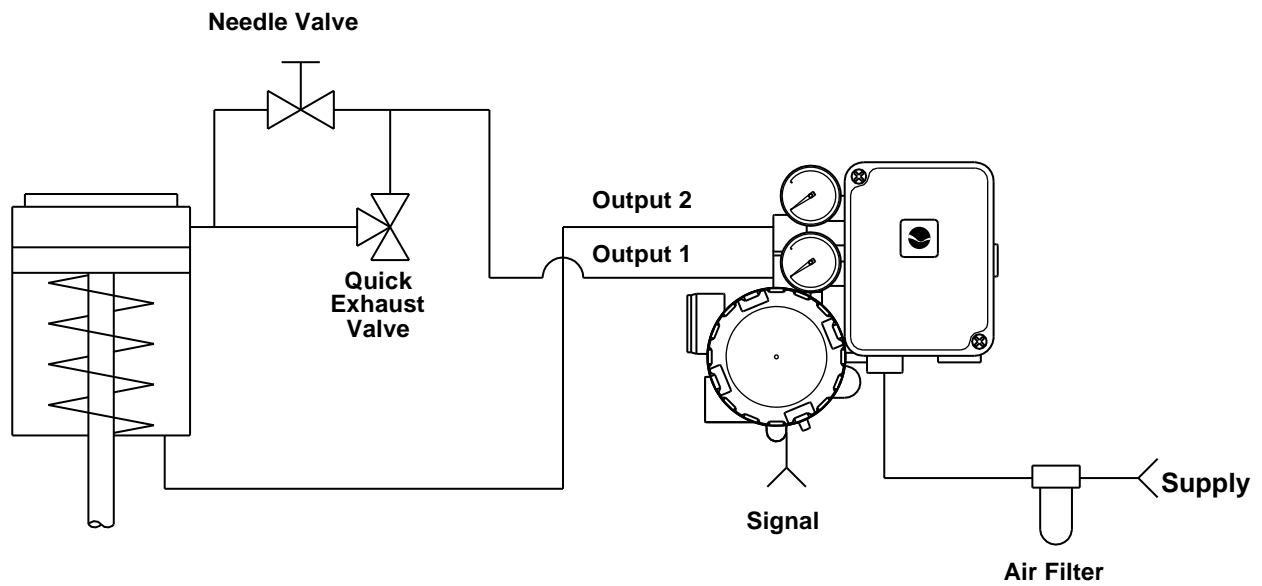 Needle Valve
Output 2
Output 1
Quick
Exhaust
Valve
Supply
Signal
Air Filter